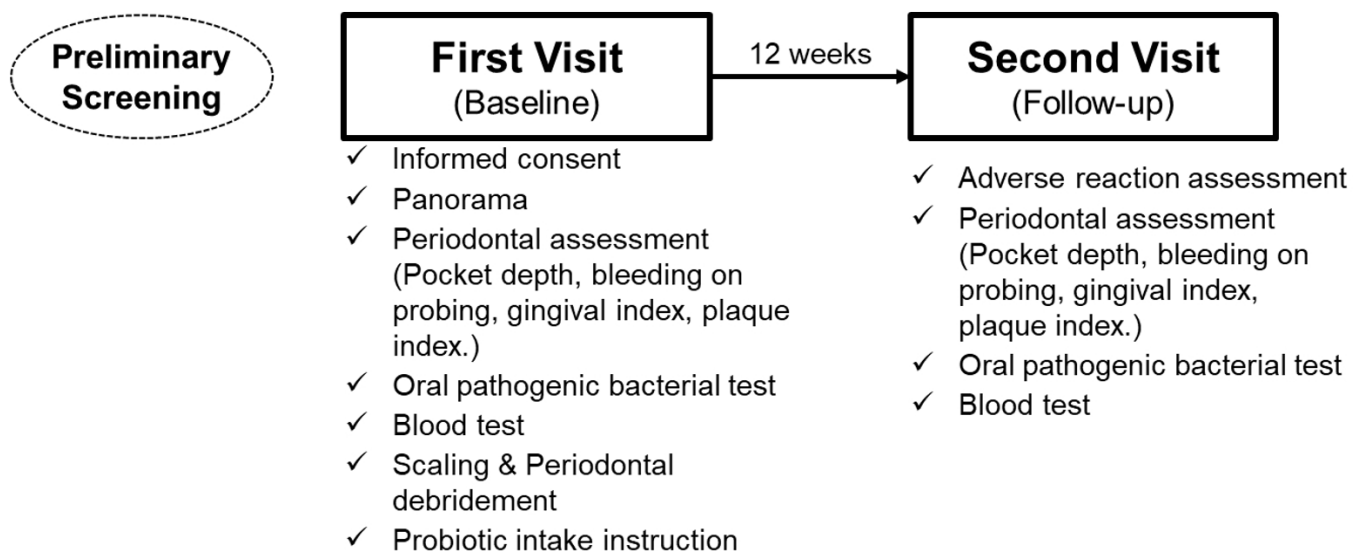 Preliminary
Screening
First Visit
(Baseline)
✓ Informed consent
✓ Panorama
✓ Periodontal assessment
(Pocket depth, bleeding on
probing, gingival index, plaque
index.)
✓ Oral pathogenic bacterial test
✓ Blood test
✓ Scaling & Periodontal
debridement
✓ Probiotic intake instruction
12 weeks
Second Visit
(Follow-up)
✓ Adverse reaction assessment
✓ Periodontal assessment
(Pocket depth, bleeding on
probing, gingival index,
plaque index.)
✓ Oral pathogenic bacterial test
✓ Blood test